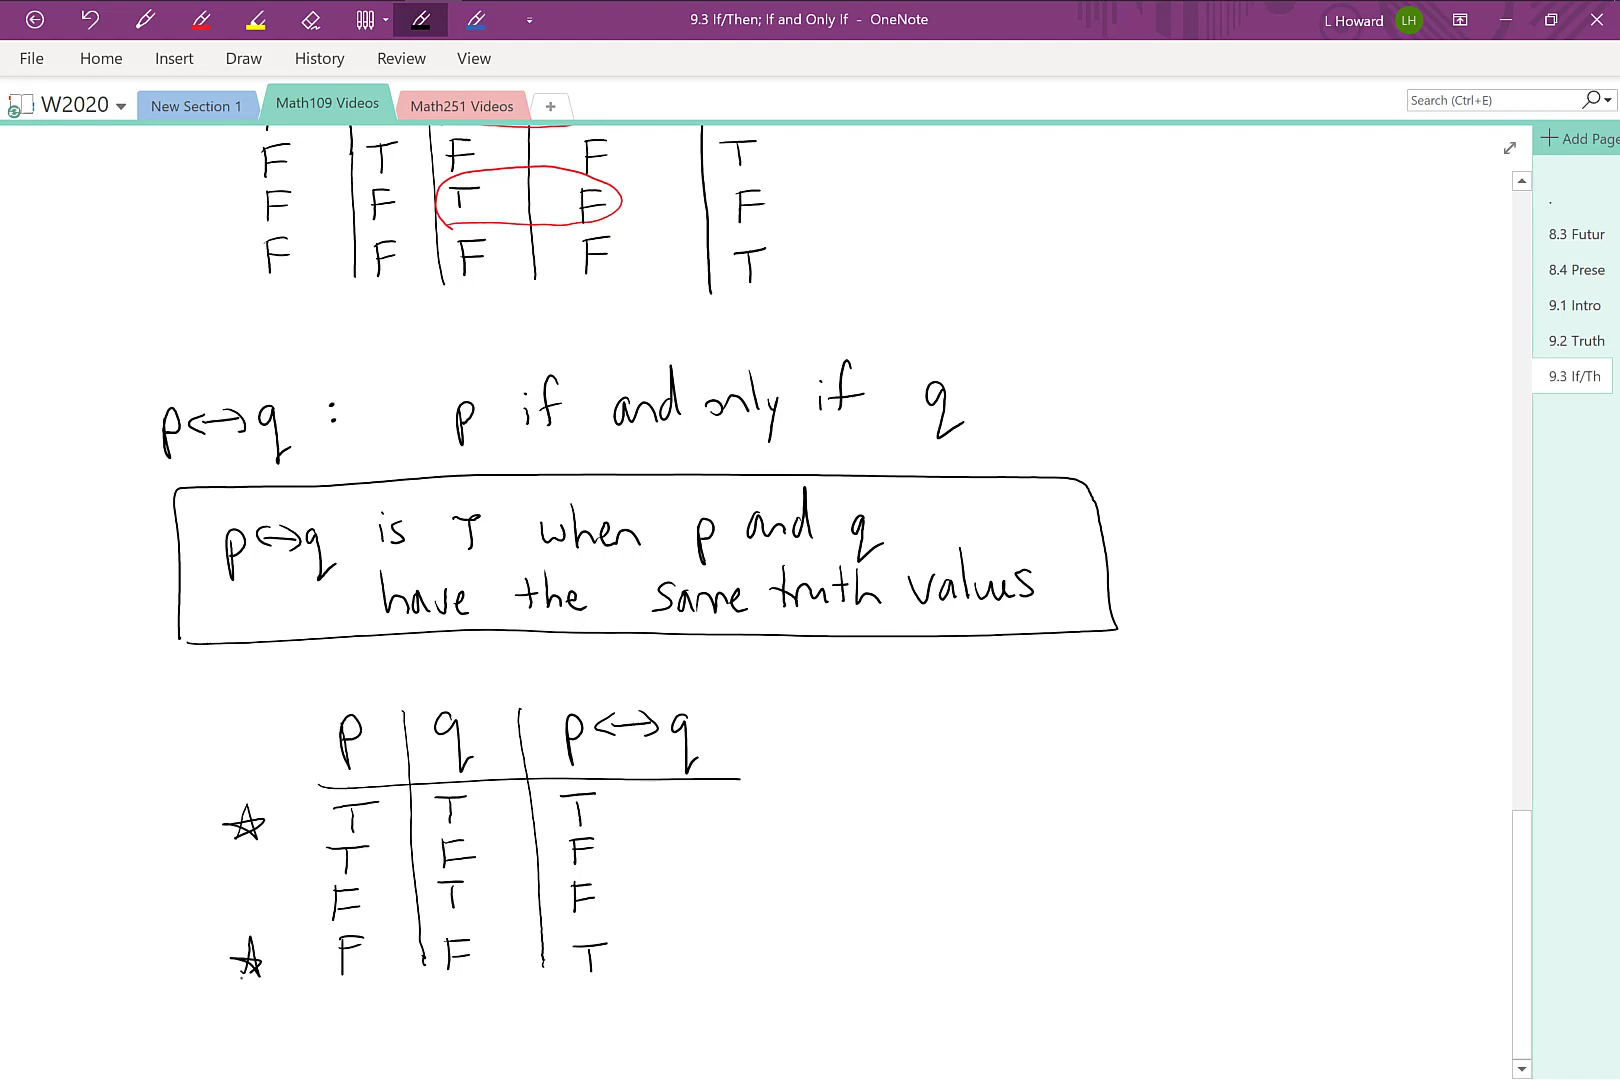 9.3 If/Then; If and Only If - OneNote
L Howard
LH
File Home Insert Draw History Review View
W2020
New Section 1
Math109 Videos
Math251 Videos
Search (Ctrl+E)
Add Page
.
8.3 Futur
8.4 Prese
9.1 Intro
9.2 Truth
9.3 If/Th
F T F F T
F F T F F
F F F F T
p↔q : p if and only if q
p↔q is T when p and q
have the same truth values
p q p↔q
T T T
T F F
F T F
F F T